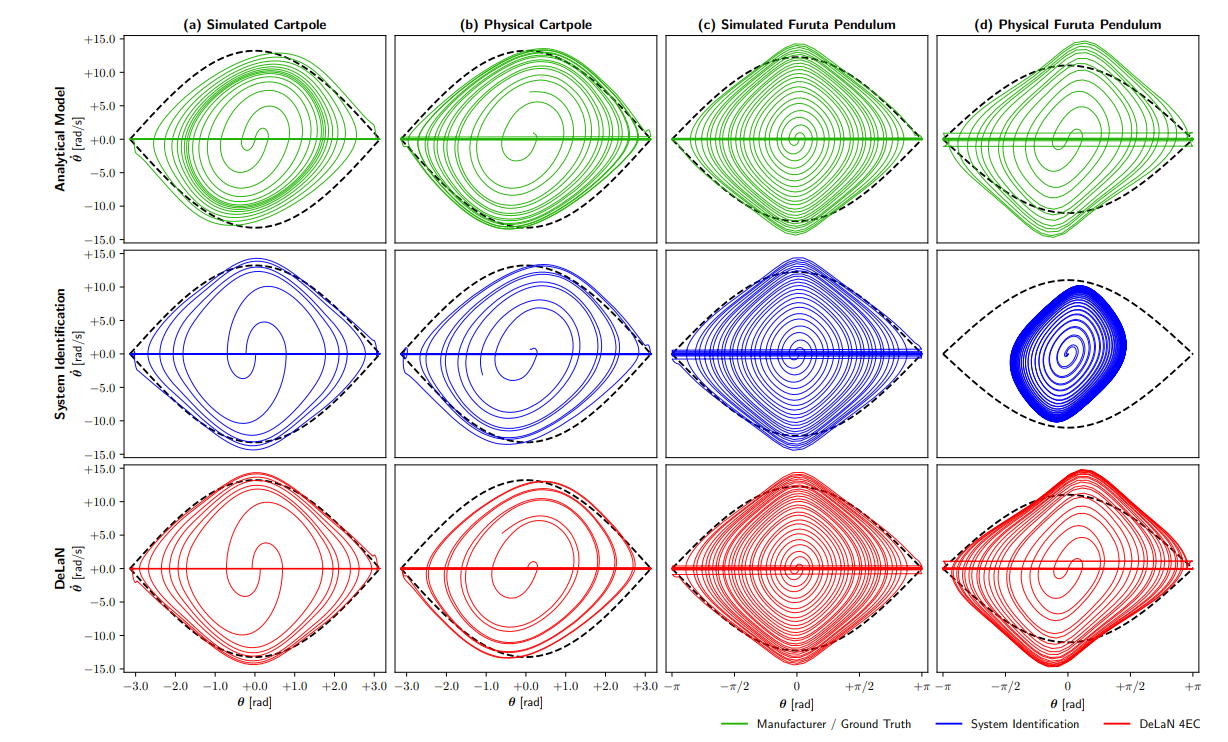 (a) Simulated Cartpole (b) Physical Cartpole (c) Simulated Furuta Pendulum (d) Physical Furuta Pendulum
Analytical Model
θ̇ [rad/s]
+15.0
+10.0
+5.0
+0.0
−5.0
−10.0
−15.0
System Identification
θ̇ [rad/s]
+15.0
+10.0
+5.0
+0.0
−5.0
−10.0
−15.0
DeLaN
θ̇ [rad/s]
+15.0
+10.0
+5.0
+0.0
−5.0
−10.0
−15.0
−3.0 −2.0 −1.0 +0.0 +1.0 +2.0 +3.0 −3.0 −2.0 −1.0 +0.0 +1.0 +2.0 +3.0 −π −π/2 0 +π/2 +π −π −π/2 0 +π/2 +π
θ [rad] θ [rad] θ [rad] θ [rad]
Manufacturer / Ground Truth System Identification DeLaN 4EC